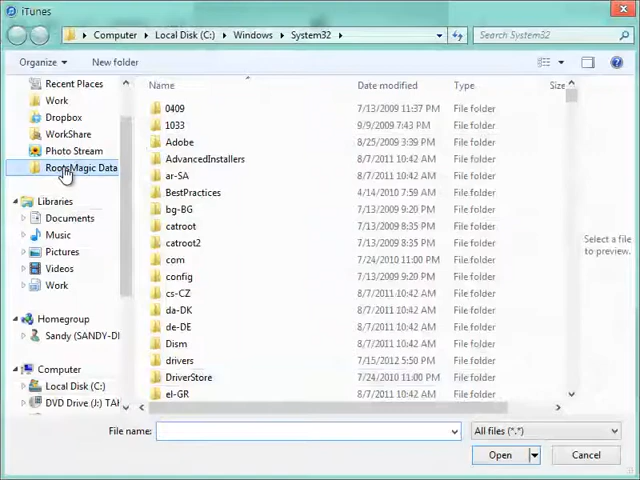 iTunes
Computer Local Disk (C:) Windows System32 Search System32
Organize New folder
Recent Places
Work
Dropbox
WorkShare
Photo Stream
RootsMagic Data
Libraries
Documents
Music
Pictures
Videos
Work
Homegroup
Sandy (SANDY-DE
Computer
Local Disk (C:)
DVD Drive (J:) TAH
Name Date modified Type Size
0409 7/13/2009 11:37 PM File folder
1033 9/9/2009 7:43 PM File folder
Adobe 8/25/2009 3:39 PM File folder
AdvancedInstallers 8/7/2011 10:42 AM File folder
ar-SA 8/7/2011 10:42 AM File folder
BestPractices 4/14/2010 7:59 AM File folder
bg-BG 7/13/2009 9:20 PM File folder
catroot 7/13/2009 8:35 PM File folder
catroot2 7/13/2009 8:35 PM File folder
com 7/24/2010 11:00 PM File folder
config 7/13/2009 9:20 PM File folder
cs-CZ 8/7/2011 10:42 AM File folder
da-DK 8/7/2011 10:42 AM File folder
de-DE 8/7/2011 10:42 AM File folder
Dism 8/7/2011 10:42 AM File folder
drivers 7/15/2012 5:50 PM File folder
DriverStore 7/24/2010 11:00 PM File folder
el-GR 8/7/2011 10:42 AM File folder
Select a file
to preview.
File name: All files (*.*)
Open Cancel